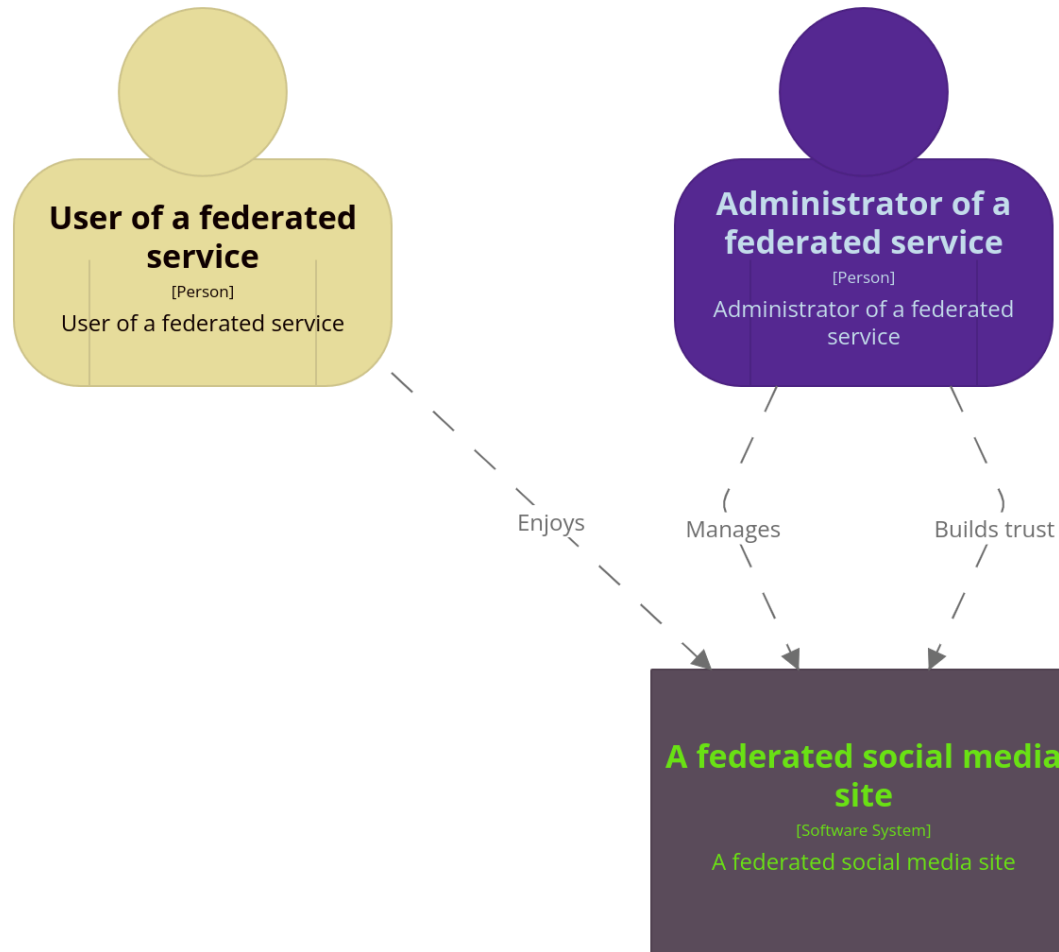 User of a federated
service
[Person]
User of a federated service
Administrator of a
federated service
[Person]
Administrator of a federated
service
Enjoys
Manages
Builds trust
A federated social media
site
[Software System]
A federated social media site